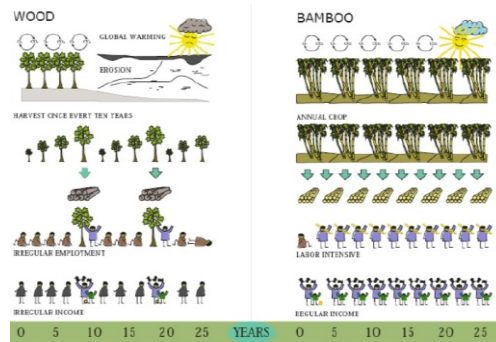 WOOD
GLOBAL WARMING
EROSION
HARVEST ONCE EVERY TEN YEARS
IRREGULAR EMPLOYMENT
IRREGULAR INCOME
0 5 10 15 20 25
YEARS
BAMBOO
ANNUAL CROP
LABOR INTENSIVE
REGULAR INCOME
0 5 10 15 20 25